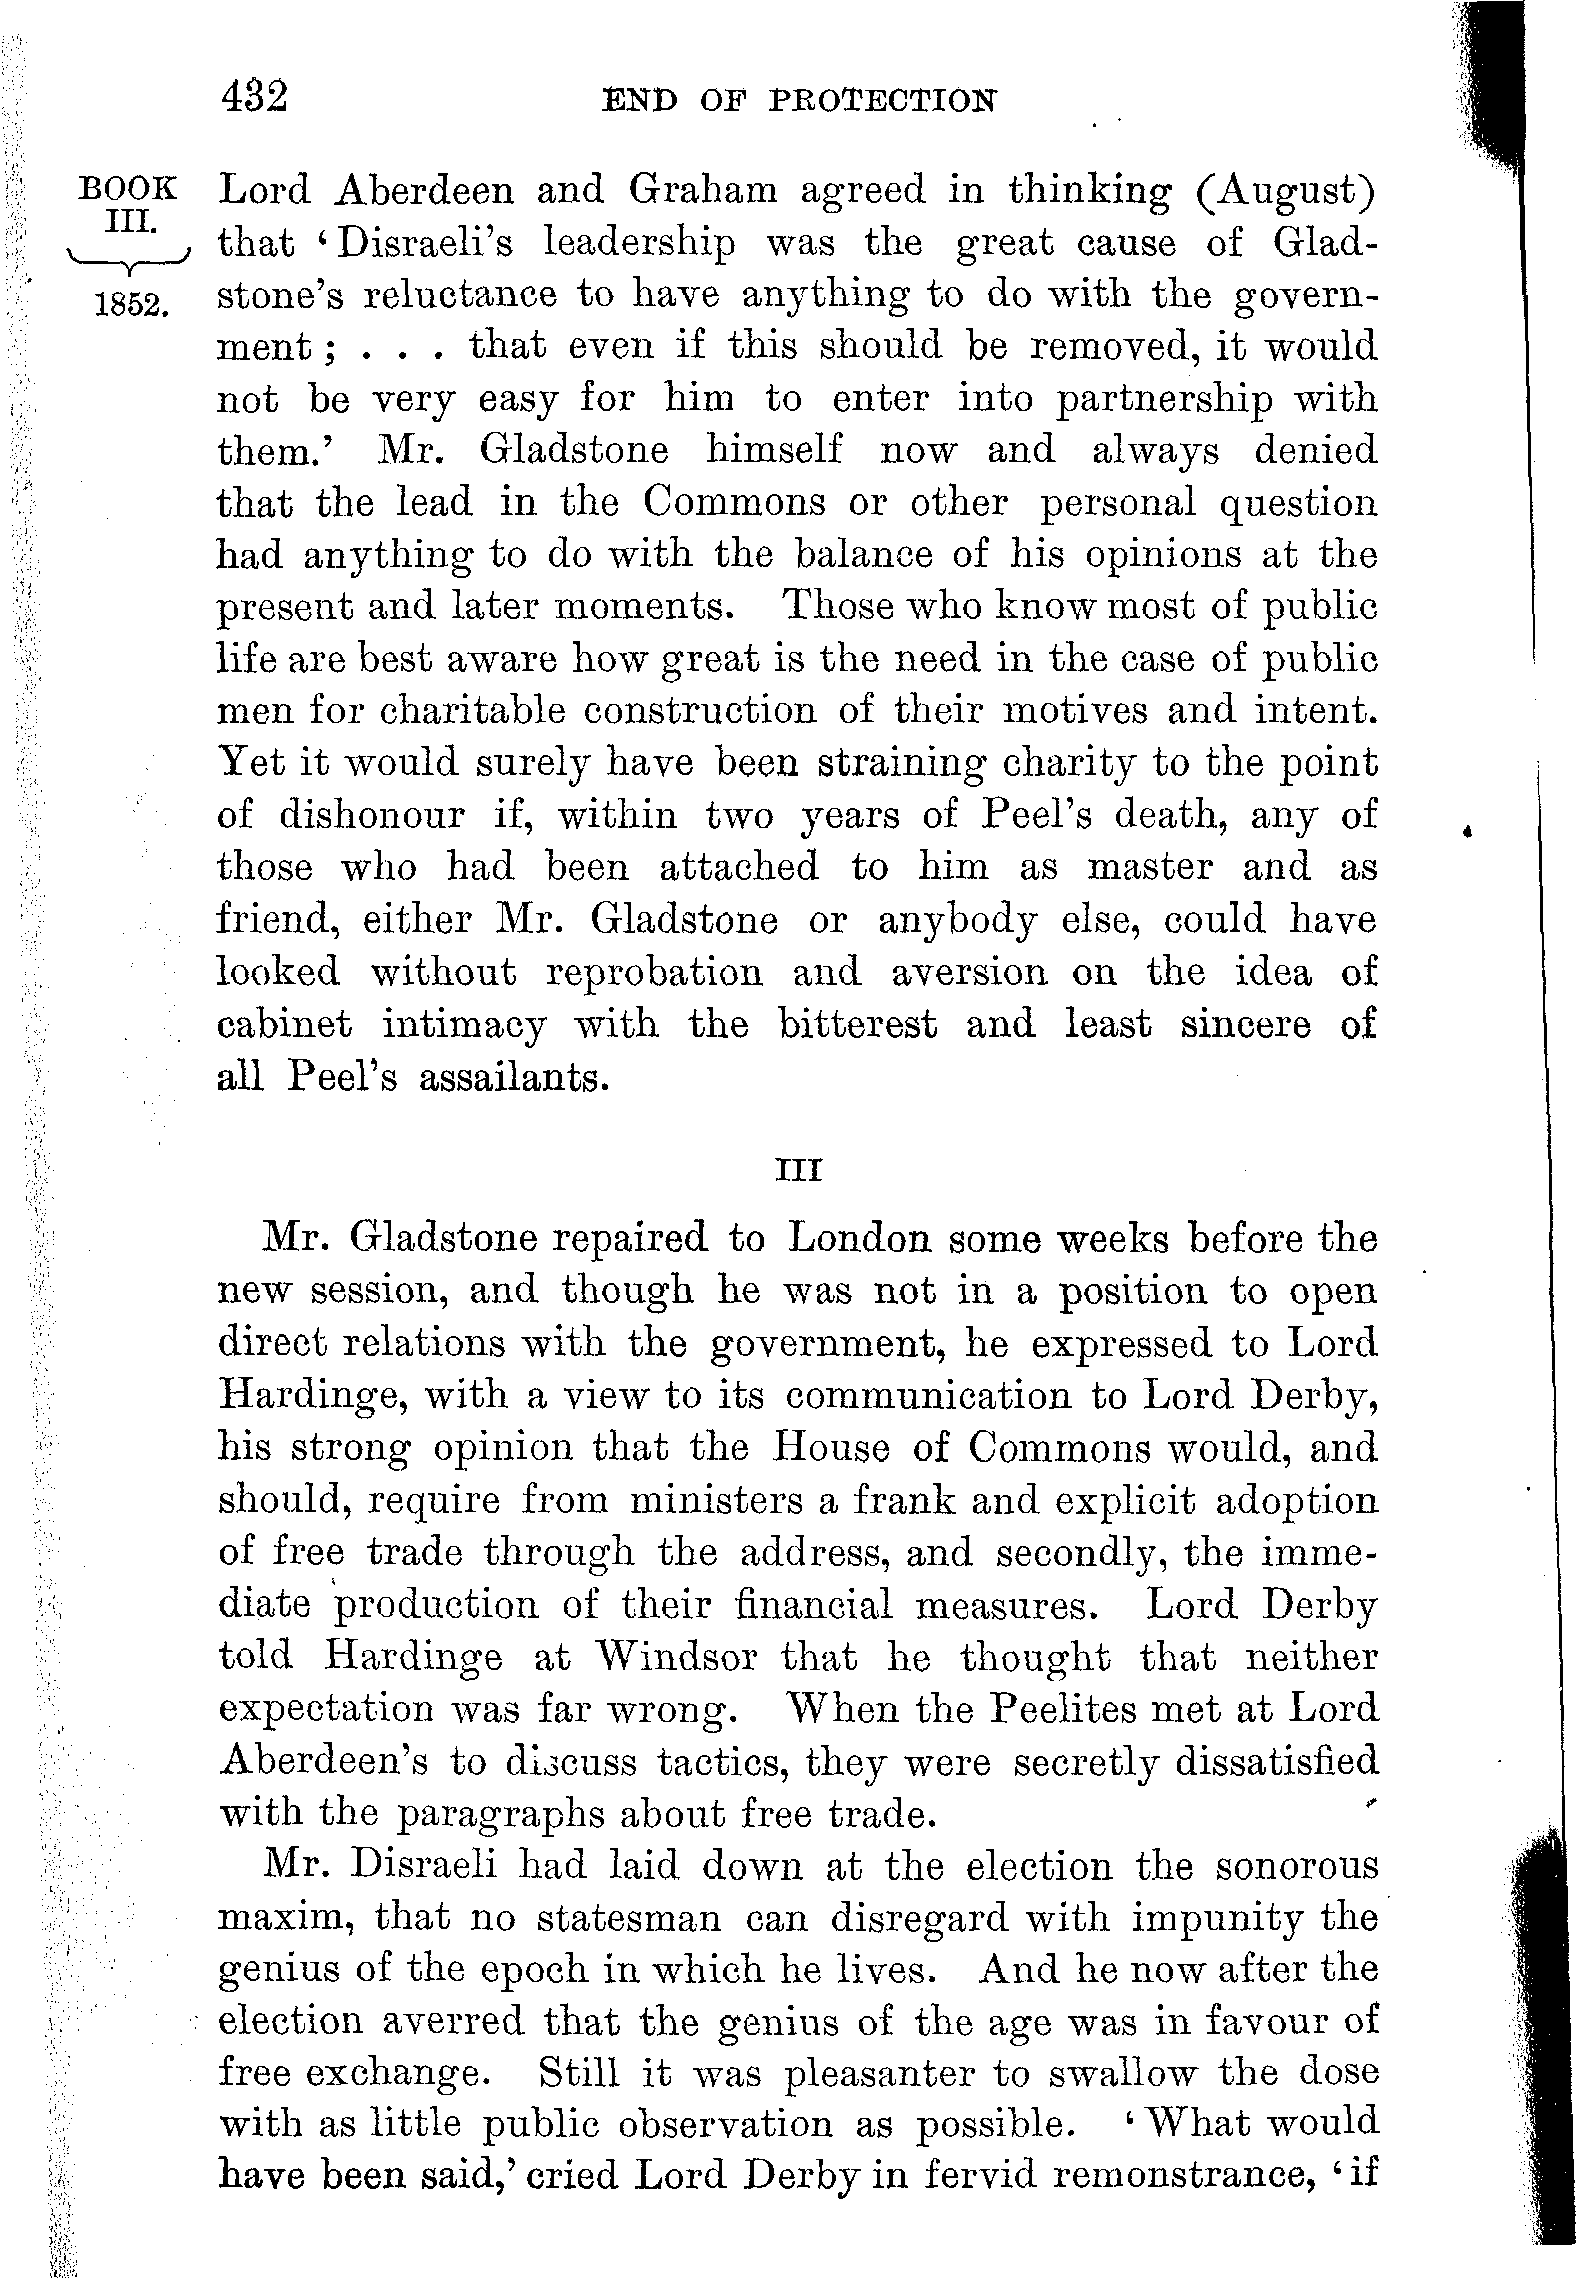 432 END OF PROTECTION
BOOK
III.
1852.
Lord Aberdeen and Graham agreed in thinking (August)
that ‘Disraeli’s leadership was the great cause of Glad-
stone’s reluctance to have anything to do with the govern-
ment; . . . that even if this should be removed, it would
not be very easy for him to enter into partnership with
them.’ Mr. Gladstone himself now and always denied
that the lead in the Commons or other personal question
had anything to do with the balance of his opinions at the
present and later moments. Those who know most of public
life are best aware how great is the need in the case of public
men for charitable construction of their motives and intent.
Yet it would surely have been straining charity to the point
of dishonour if, within two years of Peel’s death, any of
those who had been attached to him as master and as
friend, either Mr. Gladstone or anybody else, could have
looked without reprobation and aversion on the idea of
cabinet intimacy with the bitterest and least sincere of
all Peel’s assailants.
III
Mr. Gladstone repaired to London some weeks before the
new session, and though he was not in a position to open
direct relations with the government, he expressed to Lord
Hardinge, with a view to its communication to Lord Derby,
his strong opinion that the House of Commons would, and
should, require from ministers a frank and explicit adoption
of free trade through the address, and secondly, the imme-
diate production of their financial measures. Lord Derby
told Hardinge at Windsor that he thought that neither
expectation was far wrong. When the Peelites met at Lord
Aberdeen’s to discuss tactics, they were secretly dissatisfied
with the paragraphs about free trade.
Mr. Disraeli had laid down at the election the sonorous
maxim, that no statesman can disregard with impunity the
genius of the epoch in which he lives. And he now after the
election averred that the genius of the age was in favour of
free exchange. Still it was pleasanter to swallow the dose
with as little public observation as possible. ‘What would
have been said,’ cried Lord Derby in fervid remonstrance, ‘if